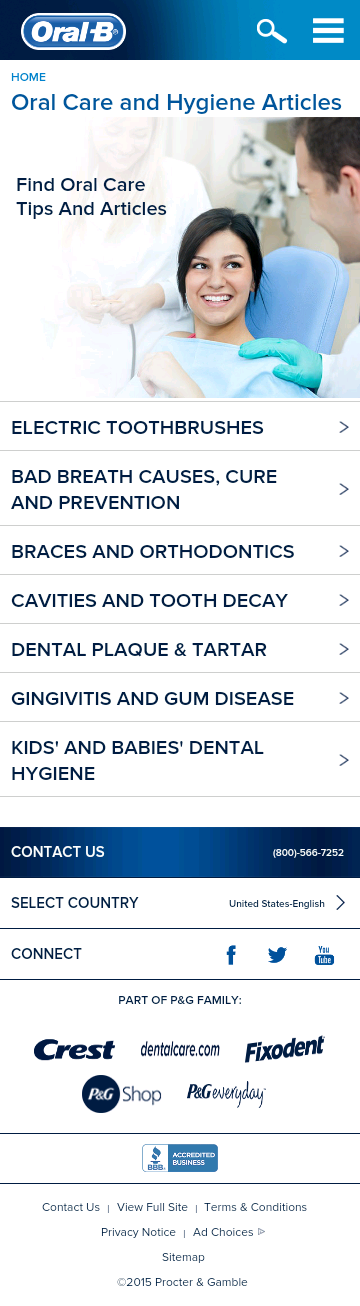 Oral-B®
HOME
Oral Care and Hygiene Articles
Find Oral Care
Tips And Articles
ELECTRIC TOOTHBRUSHES
BAD BREATH CAUSES, CURE
AND PREVENTION
BRACES AND ORTHODONTICS
CAVITIES AND TOOTH DECAY
DENTAL PLAQUE & TARTAR
GINGIVITIS AND GUM DISEASE
KIDS' AND BABIES' DENTAL
HYGIENE
CONTACT US (800)-566-7252
SELECT COUNTRY United States-English
CONNECT You Tube
PART OF P&G FAMILY:
Crest dentalcare.com Fixodent
P&G Shop P&G everyday
BBB ACCREDITED BUSINESS
Contact Us | View Full Site | Terms & Conditions
Privacy Notice | Ad Choices
Sitemap
©2015 Procter & Gamble